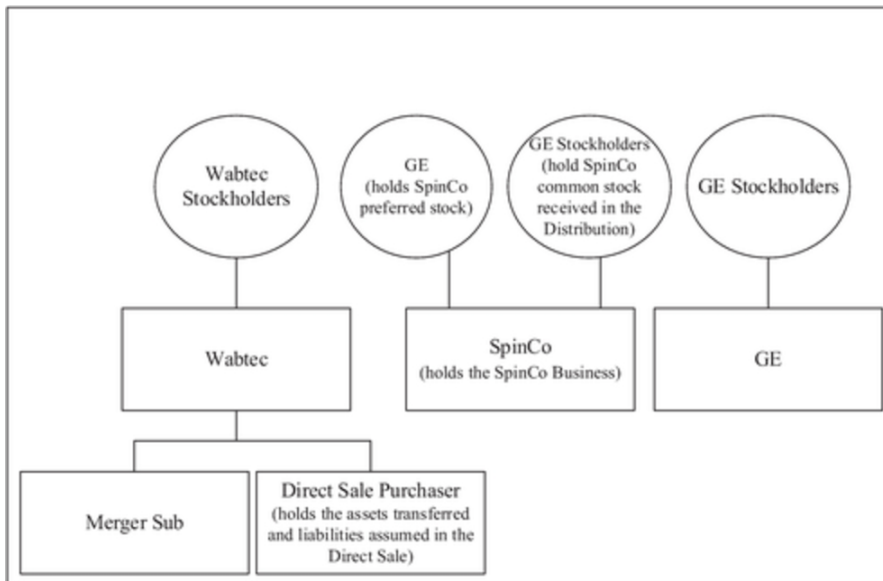 Wabtec
Stockholders
GE
(holds SpinCo
preferred stock)
GE Stockholders
(hold SpinCo
common stock
received in the
Distribution)
GE Stockholders
Wabtec
SpinCo
(holds the SpinCo Business)
GE
Merger Sub
Direct Sale Purchaser
(holds the assets transferred
and liabilities assumed in the
Direct Sale)